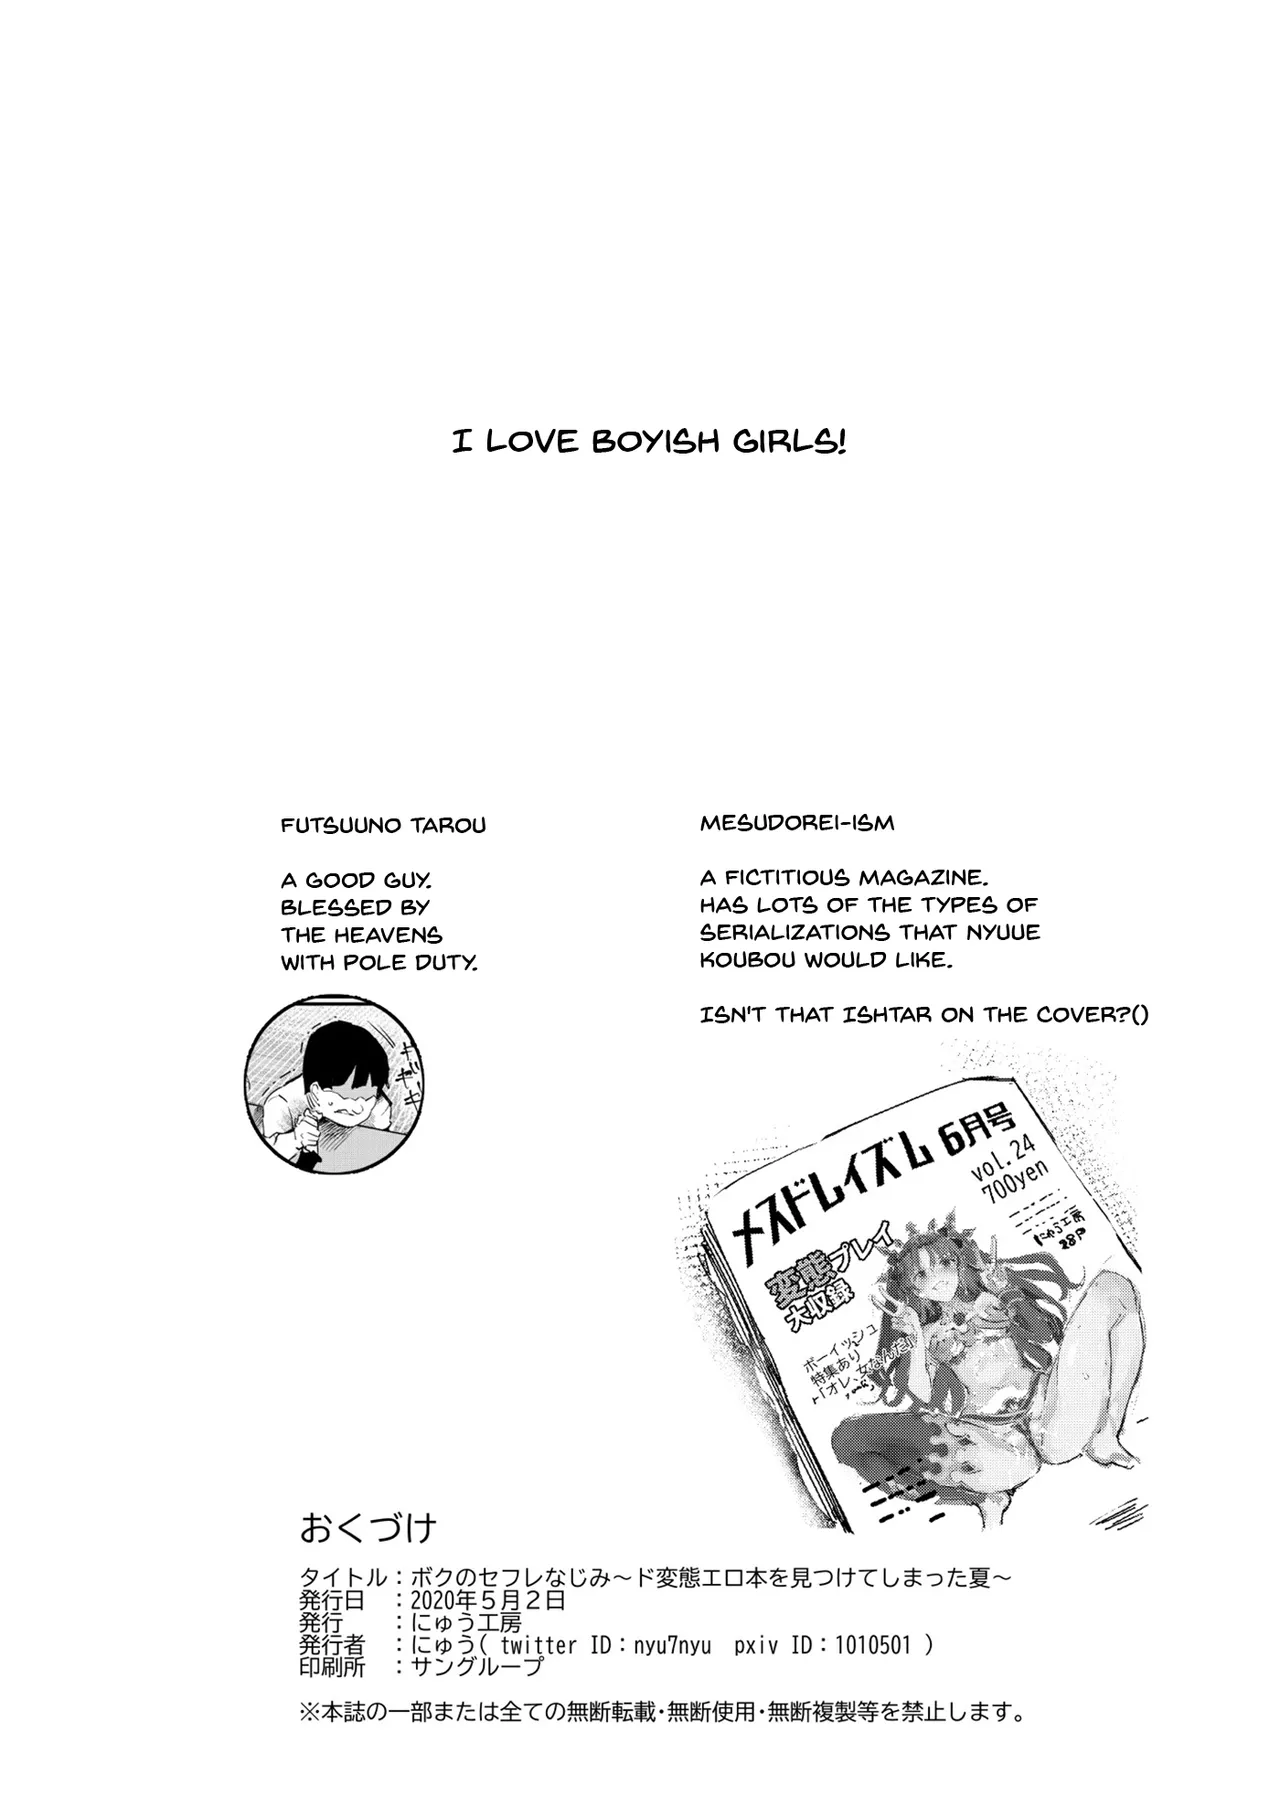 I LOVE BOYISH GIRLS!
FUTSUUNO TAROU
A GOOD GUY.
BLESSED BY
THE HEAVENS
WITH POLE DUTY.
MESUDOREI-ISM
A FICTITIOUS MAGAZINE.
HAS LOTS OF THE TYPES OF
SERIALIZATIONS THAT NYUUE
KOUBOU WOULD LIKE.
ISN'T THAT ISHTAR ON THE COVER?()
メスドレイズム 6月号
vol.24
700yen
にゅう工房
28P
変態プレイ
大収録
ボーイッシュ
特集あり
「オレ、女なんだ」
おくづけ
タイトル：ボクのセフレなじみ～ド変態エロ本を見つけてしまった夏～
発行日　：2020年５月２日
発行　　：にゅう工房
発行者　：にゅう( twitter ID：nyu7nyu　pxiv ID：1010501 )
印刷所　：サングループ
※本誌の一部または全ての無断転載･無断使用･無断複製等を禁止します。